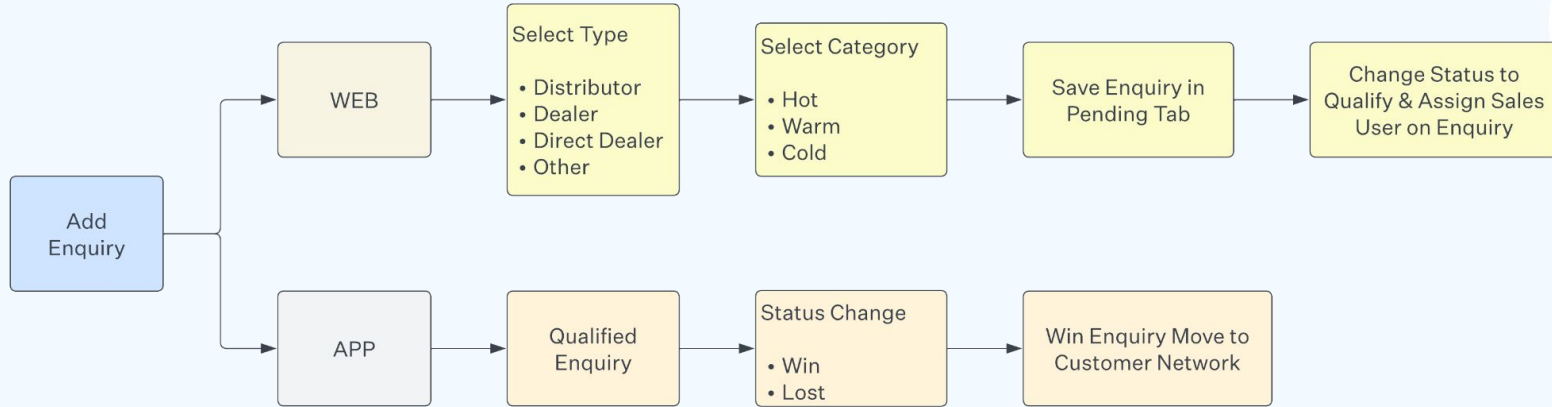 WEB
Select Type
• Distributor
• Dealer
• Direct Dealer
• Other
Select Category
• Hot
• Warm
• Cold
Save Enquiry in
Pending Tab
Change Status to
Qualify & Assign Sales
User on Enquiry
Add
Enquiry
APP
Qualified
Enquiry
Status Change
• Win
• Lost
Win Enquiry Move to
Customer Network